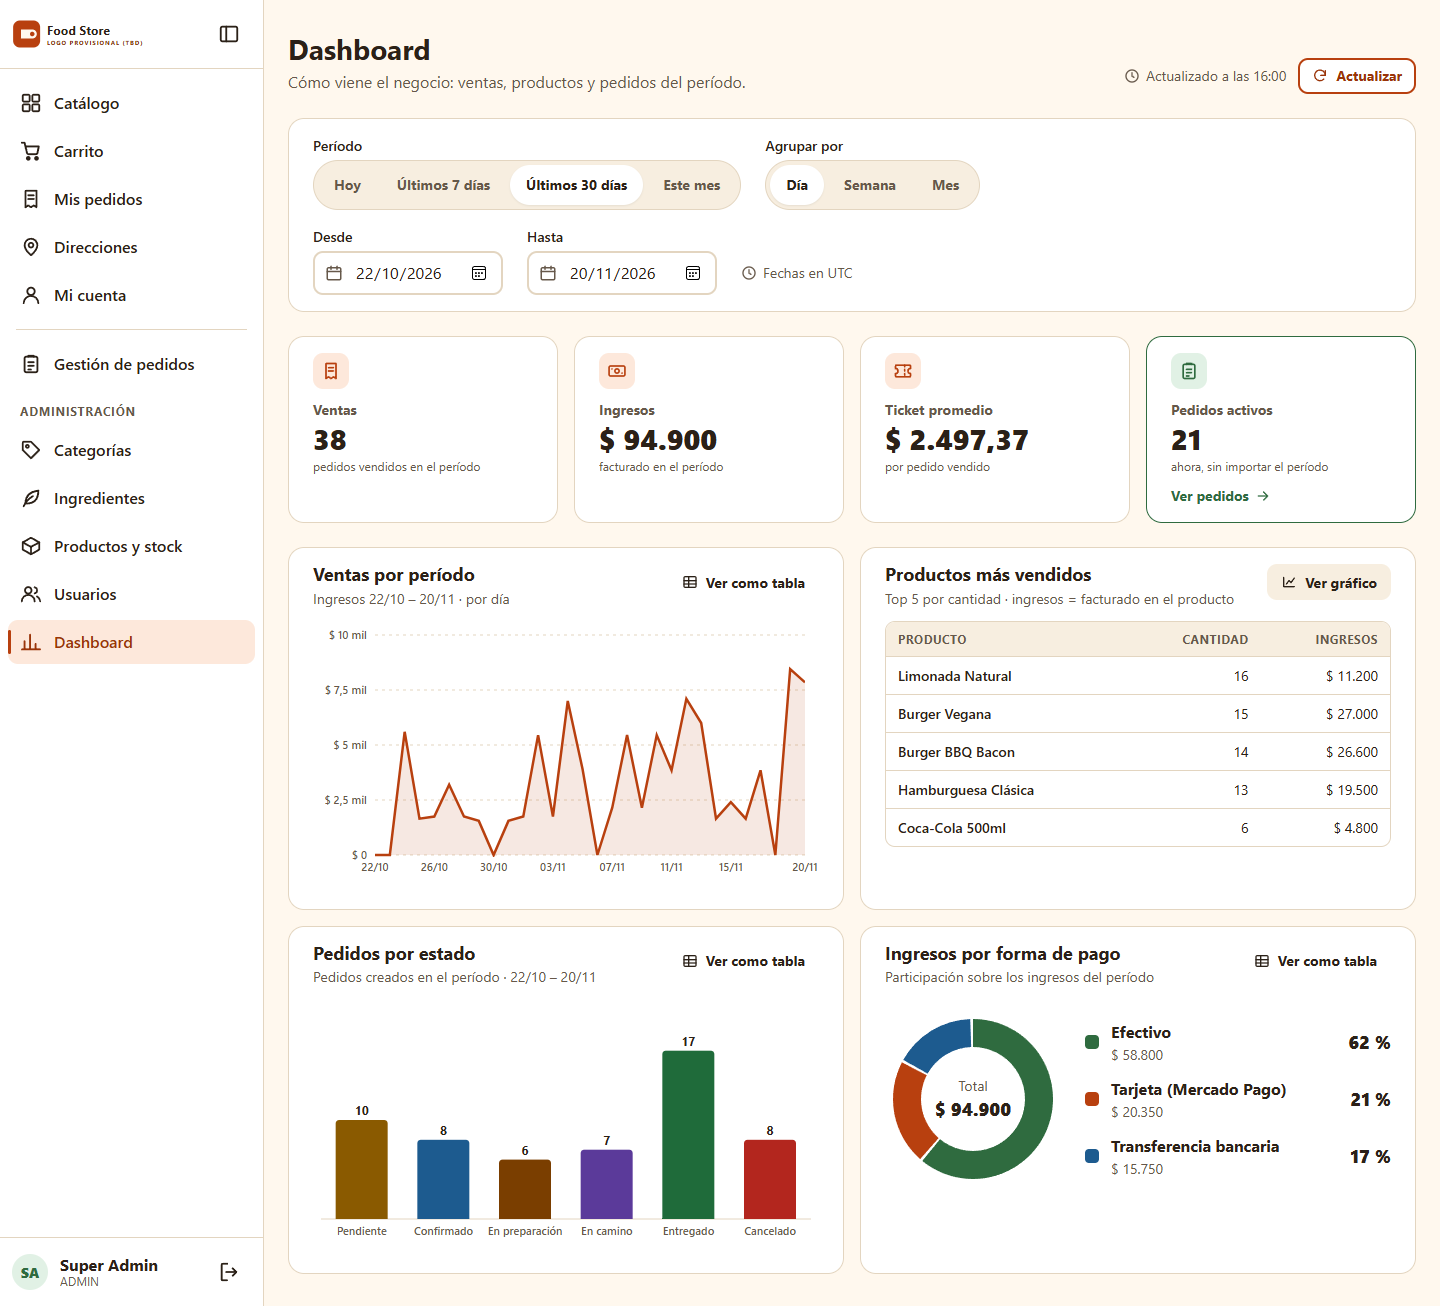 Food Store
LOGO PROVISIONAL (TBD)
Catálogo
Carrito
Mis pedidos
Direcciones
Mi cuenta
Gestión de pedidos
ADMINISTRACIÓN
Categorías
Ingredientes
Productos y stock
Usuarios
Dashboard
SA
Super Admin
ADMIN
Dashboard
Cómo viene el negocio: ventas, productos y pedidos del período.
Actualizado a las 16:00
Actualizar
Período
Hoy Últimos 7 días Últimos 30 días Este mes
Agrupar por
Día Semana Mes
Desde
22/10/2026
Hasta
20/11/2026
Fechas en UTC
Ventas
38
pedidos vendidos en el período
Ingresos
$ 94.900
facturado en el período
Ticket promedio
$ 2.497,37
por pedido vendido
Pedidos activos
21
ahora, sin importar el período
Ver pedidos →
Ventas por período
Ingresos 22/10 – 20/11 · por día
Ver como tabla
$ 10 mil
$ 7,5 mil
$ 5 mil
$ 2,5 mil
$ 0
22/10 26/10 30/10 03/11 07/11 11/11 15/11 20/11
Productos más vendidos
Top 5 por cantidad · ingresos = facturado en el producto
Ver gráfico
PRODUCTO CANTIDAD INGRESOS
Limonada Natural 16 $ 11.200
Burger Vegana 15 $ 27.000
Burger BBQ Bacon 14 $ 26.600
Hamburguesa Clásica 13 $ 19.500
Coca-Cola 500ml 6 $ 4.800
Pedidos por estado
Pedidos creados en el período · 22/10 – 20/11
Ver como tabla
10 8 6 7 17 8
Pendiente Confirmado En preparación En camino Entregado Cancelado
Ingresos por forma de pago
Participación sobre los ingresos del período
Ver como tabla
Total
$ 94.900
Efectivo 62 %
$ 58.800
Tarjeta (Mercado Pago) 21 %
$ 20.350
Transferencia bancaria 17 %
$ 15.750